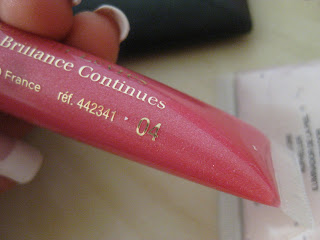 Brillance Continues
France
réf. 442341 · 04